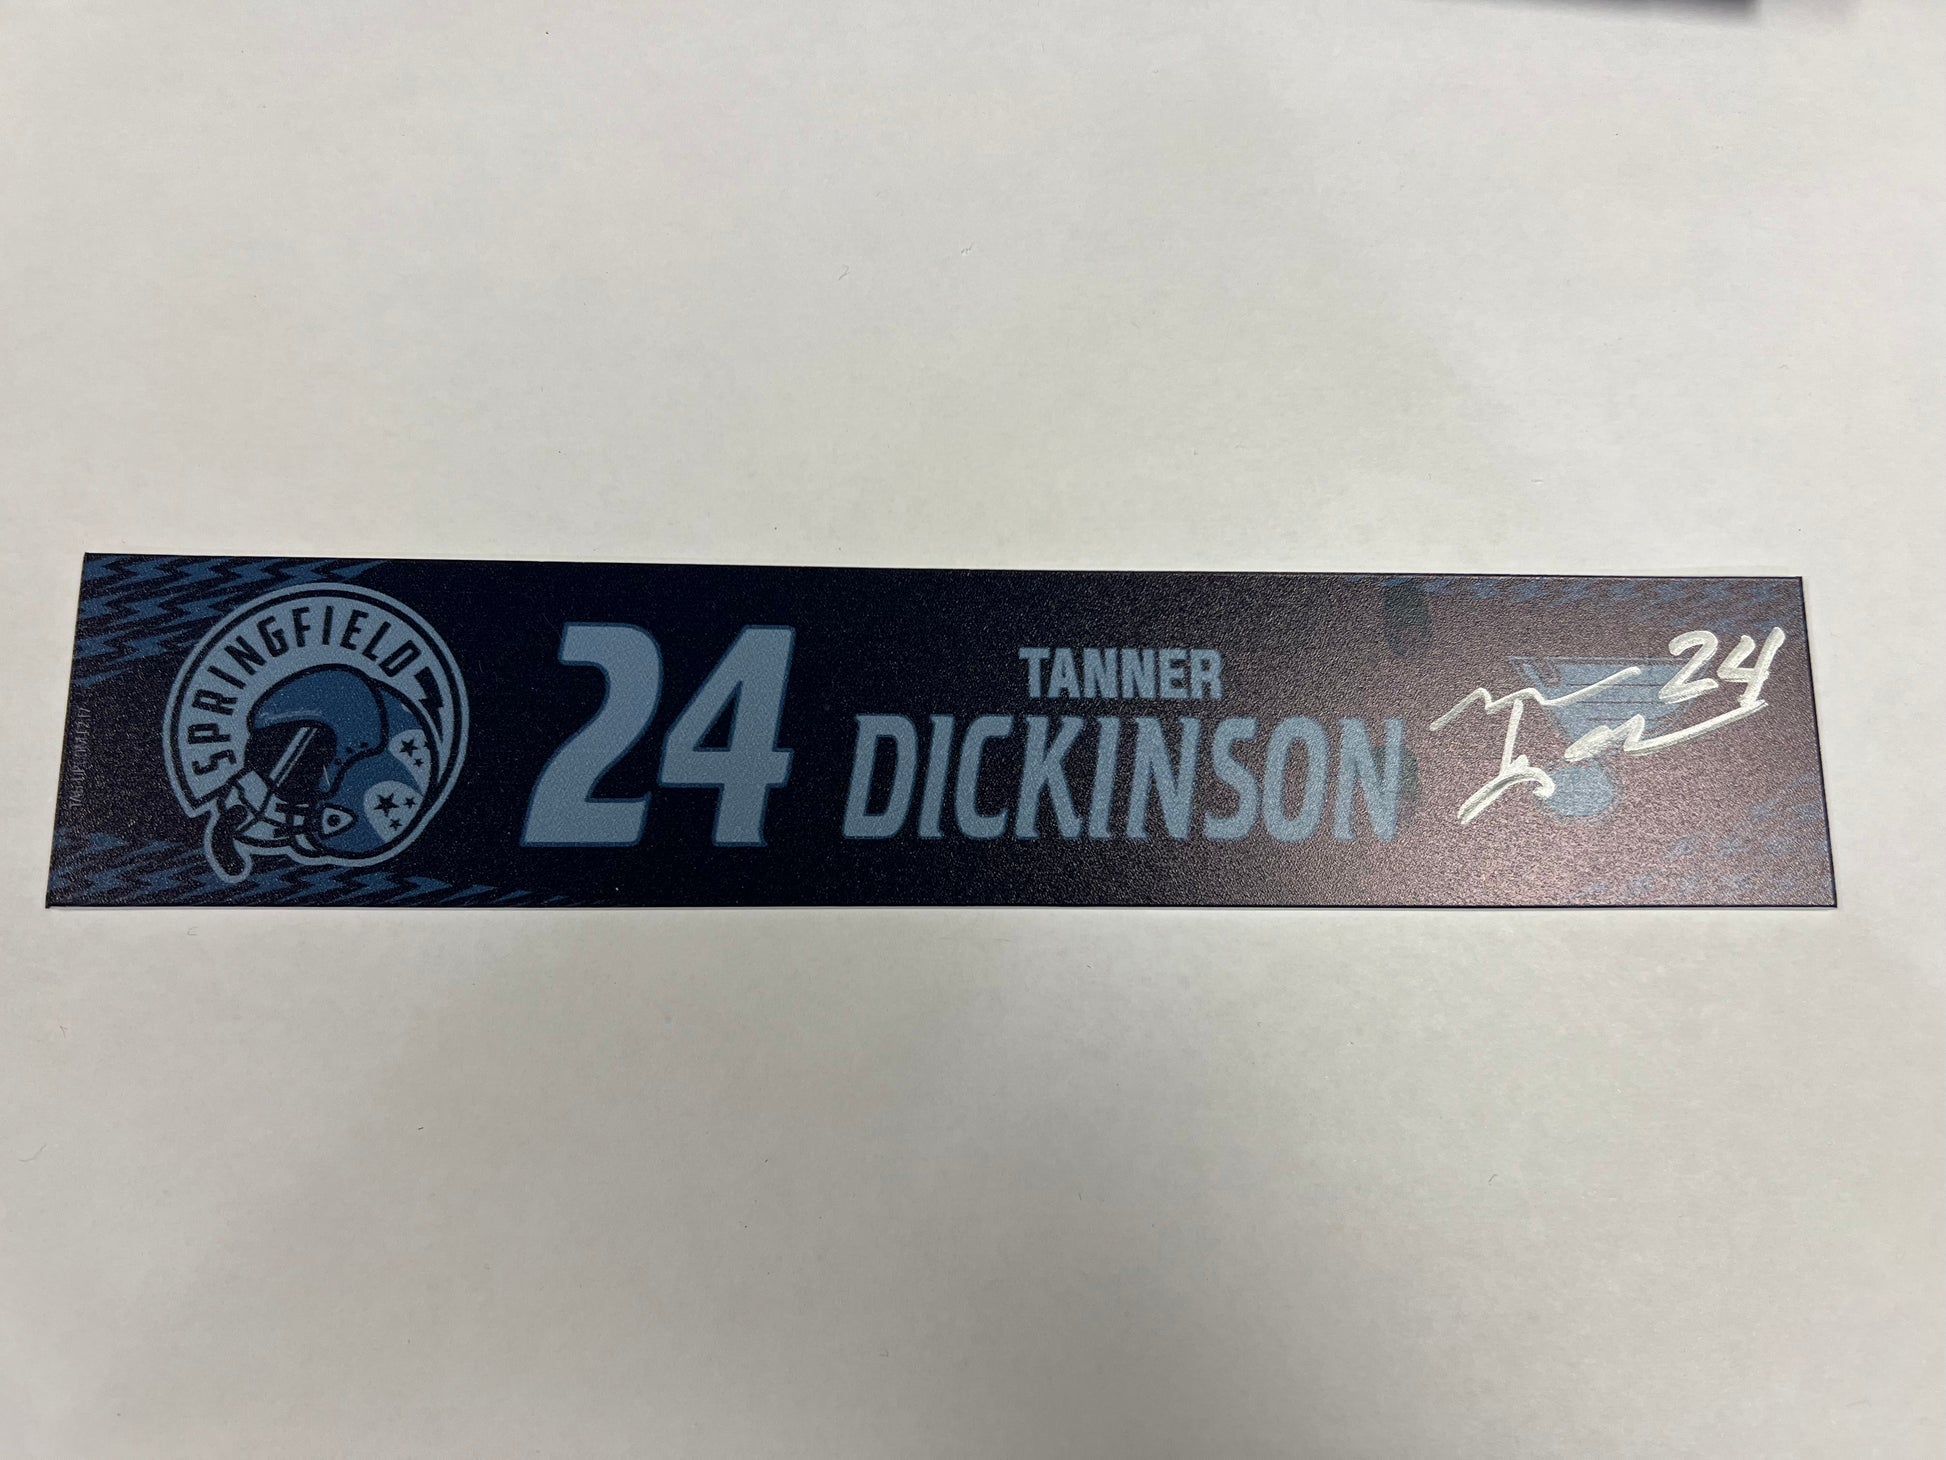 SPRINGFIELD
24
TANNER
DICKINSON
24